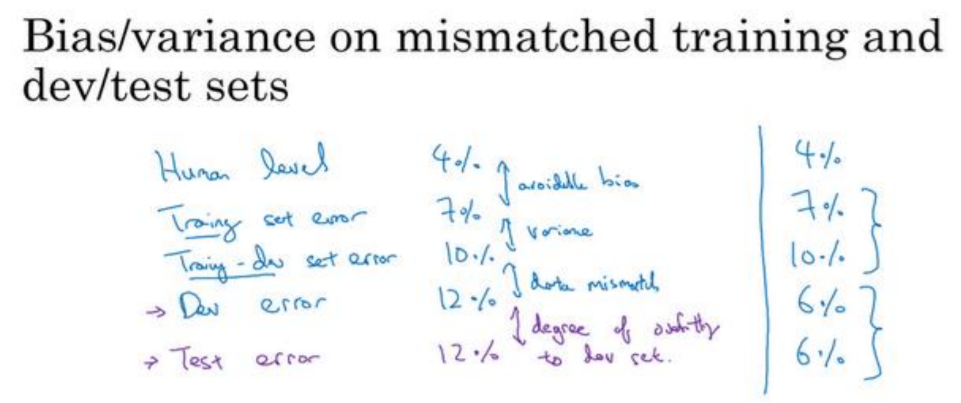 Bias/variance on mismatched training and
dev/test sets
Human level 4% 4%
avoidable bias
Training set error 7% 7%
variance
Training-dev set error 10% 10%
data mismatch
→ Dev error 12% 6%
degree of overfitting
→ Test error 12% to dev set. 6%